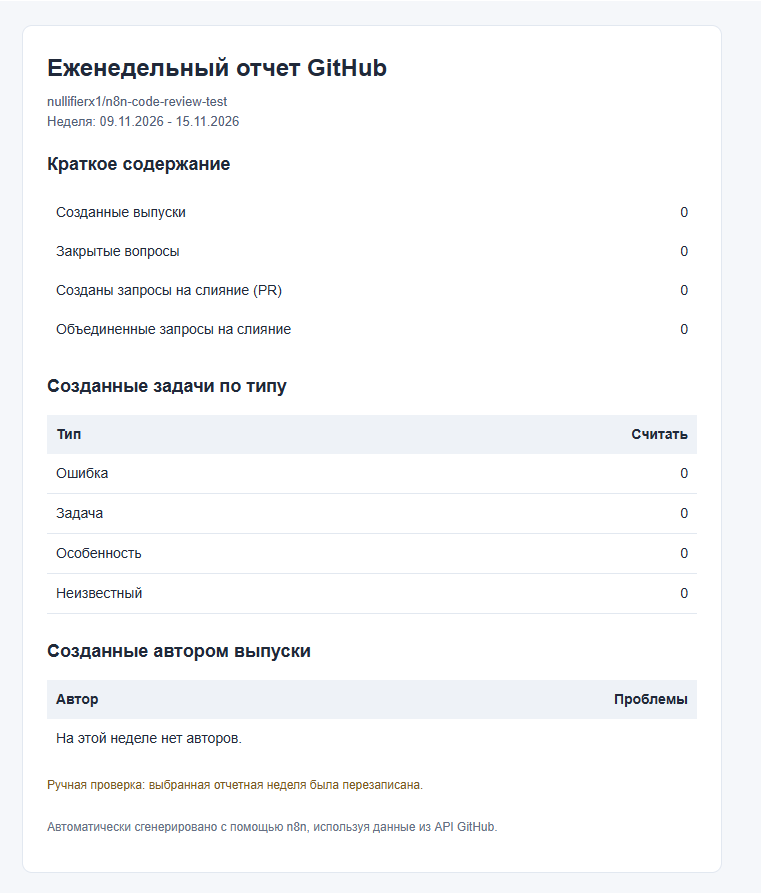 Еженедельный отчет GitHub
nullifierx1/n8n-code-review-test
Неделя: 09.11.2026 - 15.11.2026
Краткое содержание
Созданные выпуски 0
Закрытые вопросы 0
Созданы запросы на слияние (PR) 0
Объединенные запросы на слияние 0
Созданные задачи по типу
Тип Считать
Ошибка 0
Задача 0
Особенность 0
Неизвестный 0
Созданные автором выпуски
Автор Проблемы
На этой неделе нет авторов.
Ручная проверка: выбранная отчетная неделя была перезаписана.
Автоматически сгенерировано с помощью n8n, используя данные из API GitHub.